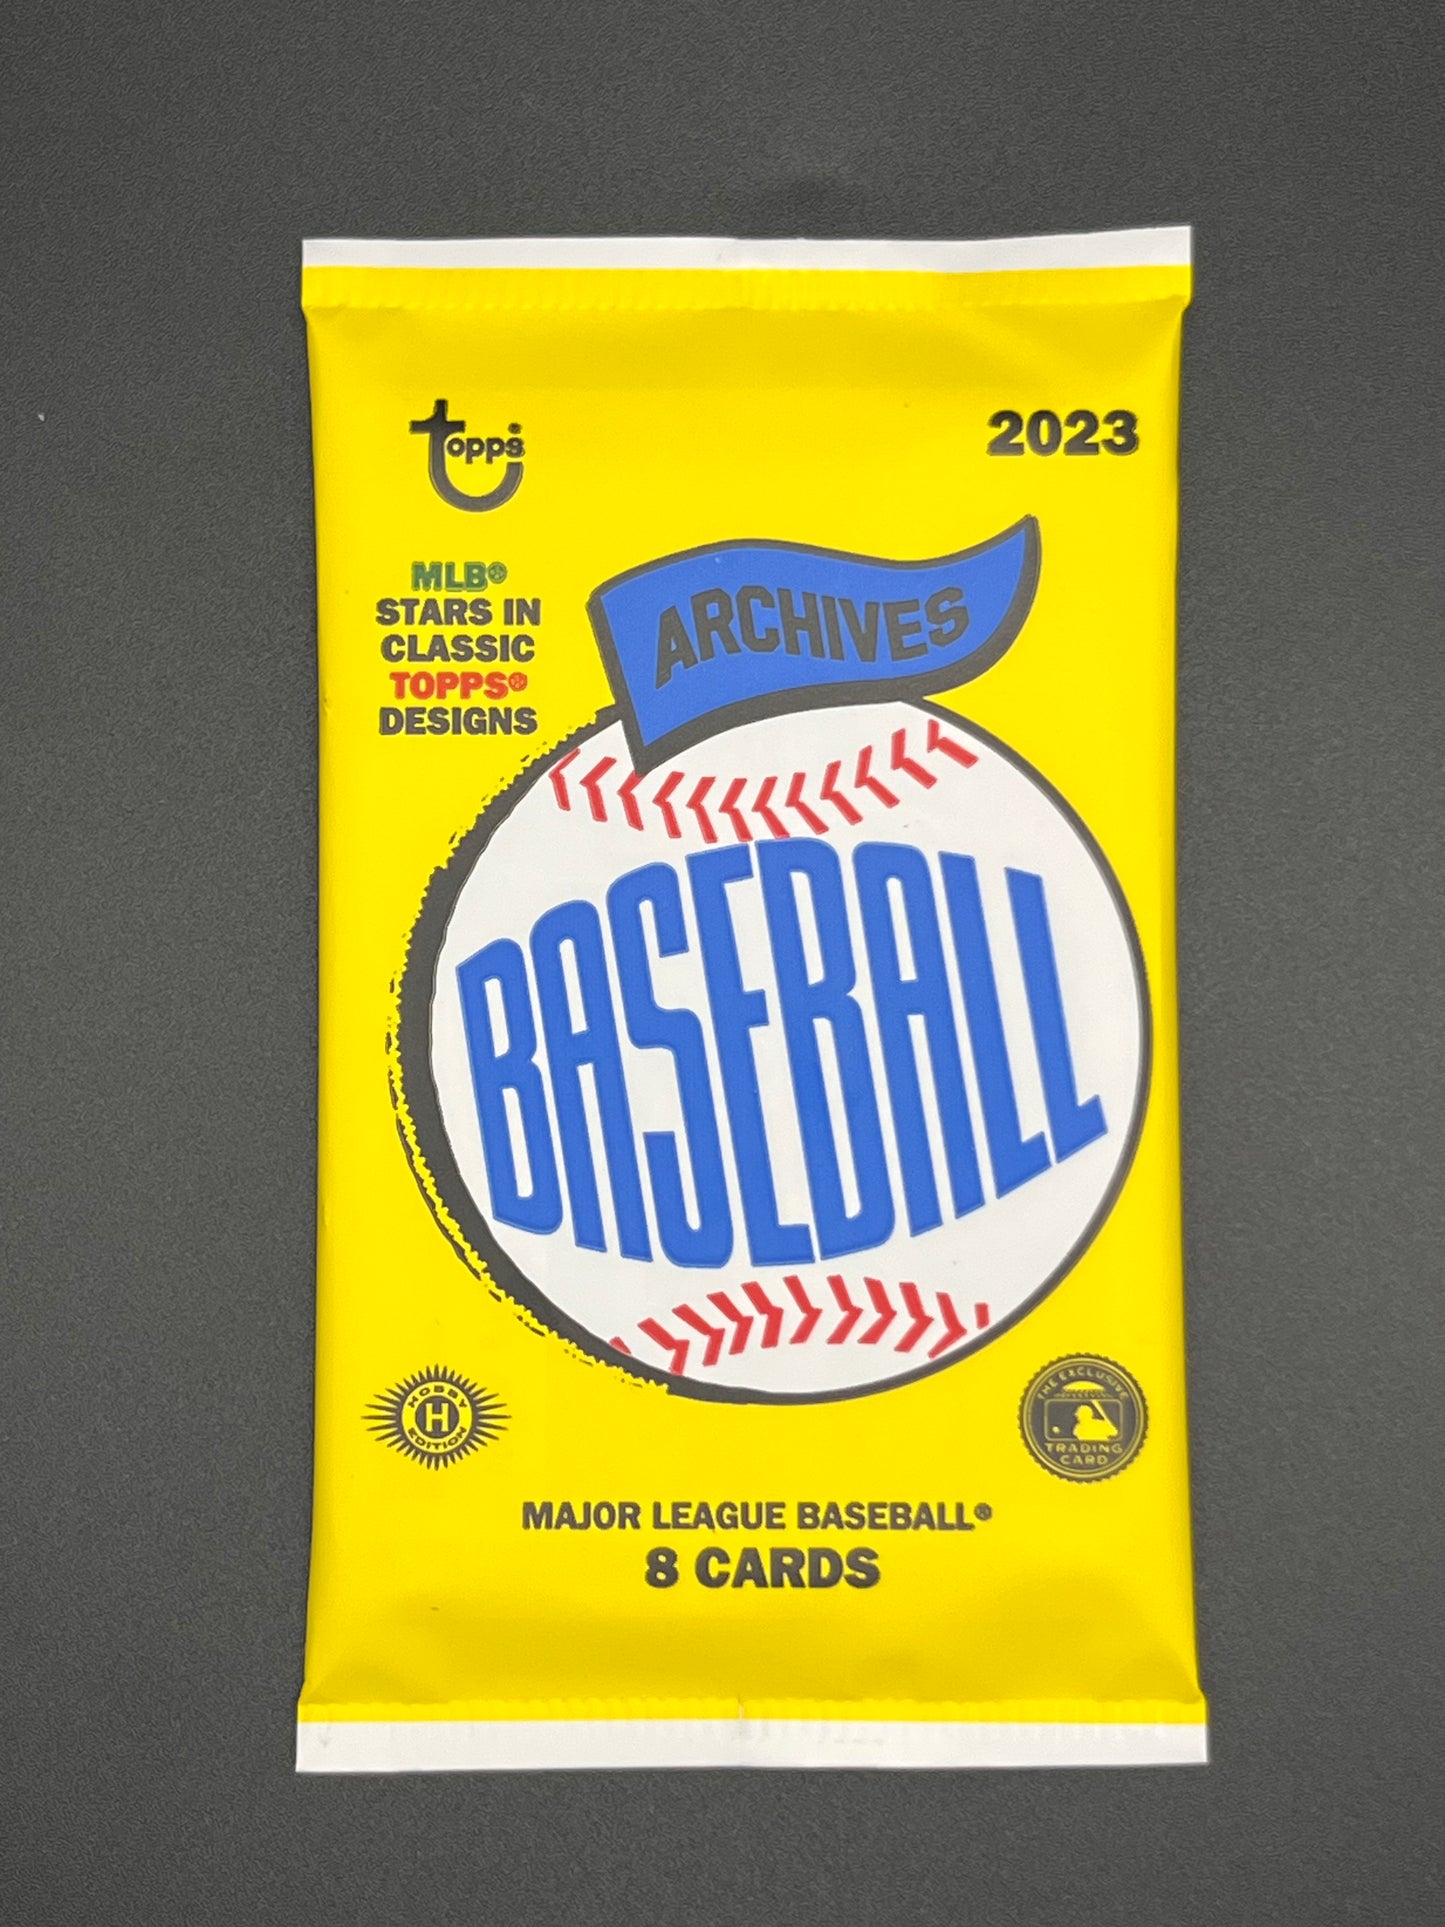 topps®
2023
MLB®
STARS IN
CLASSIC
TOPPS®
DESIGNS
ARCHIVES
BASEBALL
HOBBY
H
EDITION
THE EXCLUSIVE
TRADING
CARD
MAJOR LEAGUE BASEBALL®
8 CARDS